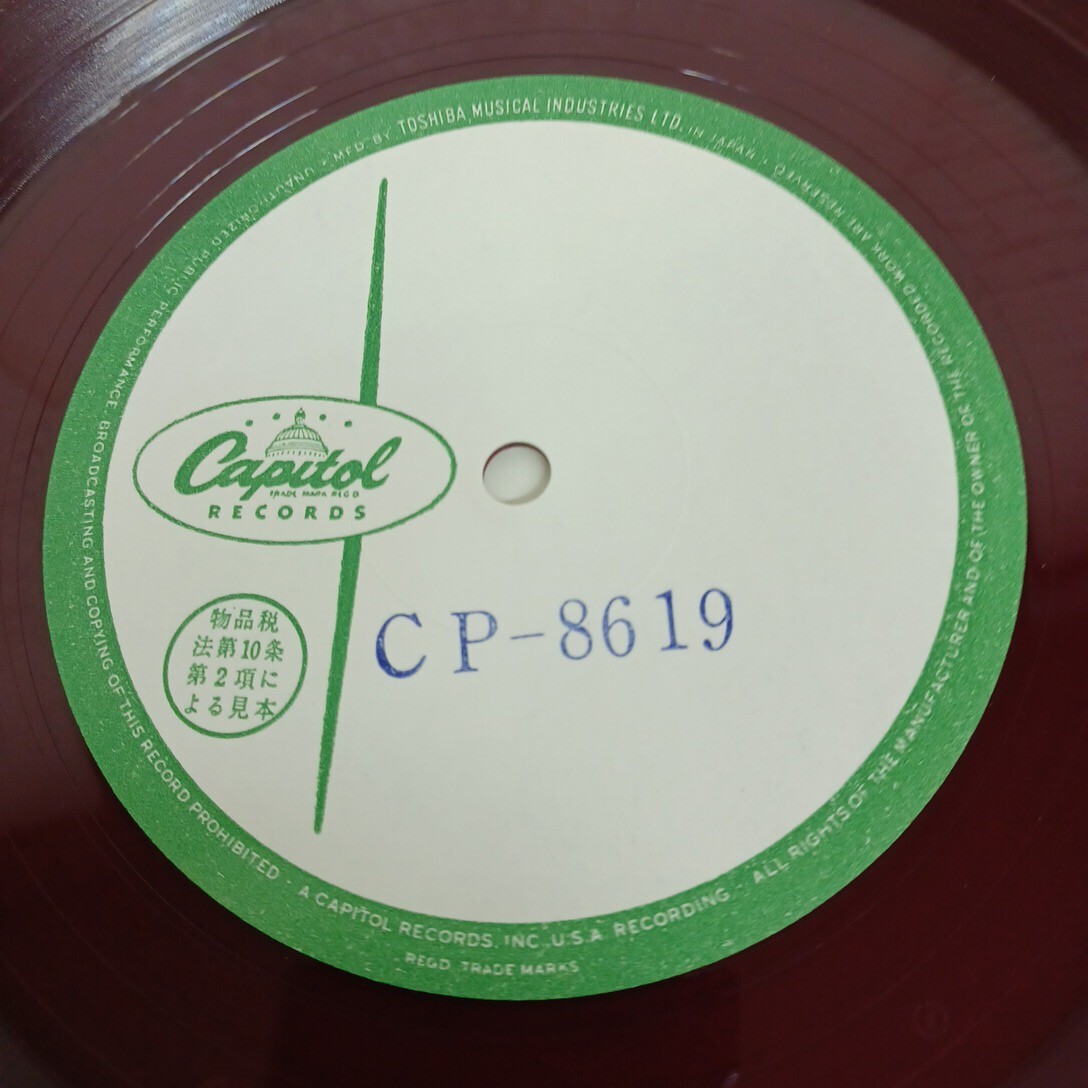 MFD. BY TOSHIBA MUSICAL INDUSTRIES LTD. IN JAPAN · ALL RIGHTS OF THE MANUFACTURER AND OF THE OWNER OF THE RECORDED WORK ARE RESERVED
UNAUTHORIZED PUBLIC PERFORMANCE, BROADCASTING AND COPYING OF THIS RECORD PROHIBITED · A CAPITOL RECORDS, INC. U.S.A. RECORDING ·
REGD. TRADE MARKS
Capitol
TRADE MARK REGD
RECORDS
CP-8619
物品税
法第10条
第2項に
よる見本